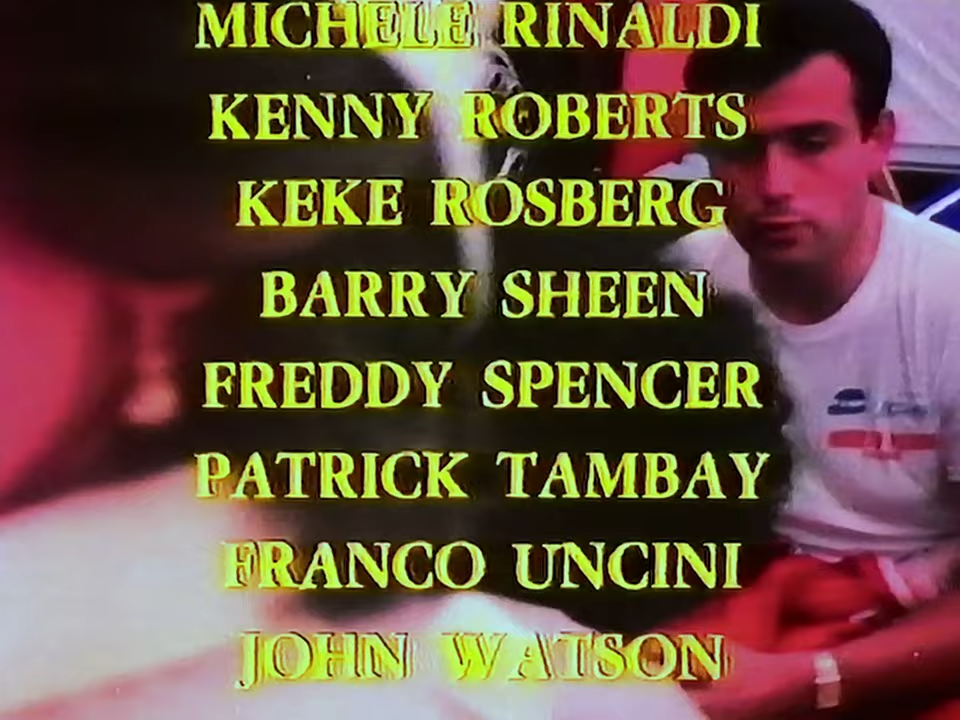 MICHELE RINALDI
KENNY ROBERTS
KEKE ROSBERG
BARRY SHEEN
FREDDY SPENCER
PATRICK TAMBAY
FRANCO UNCINI
JOHN WATSON